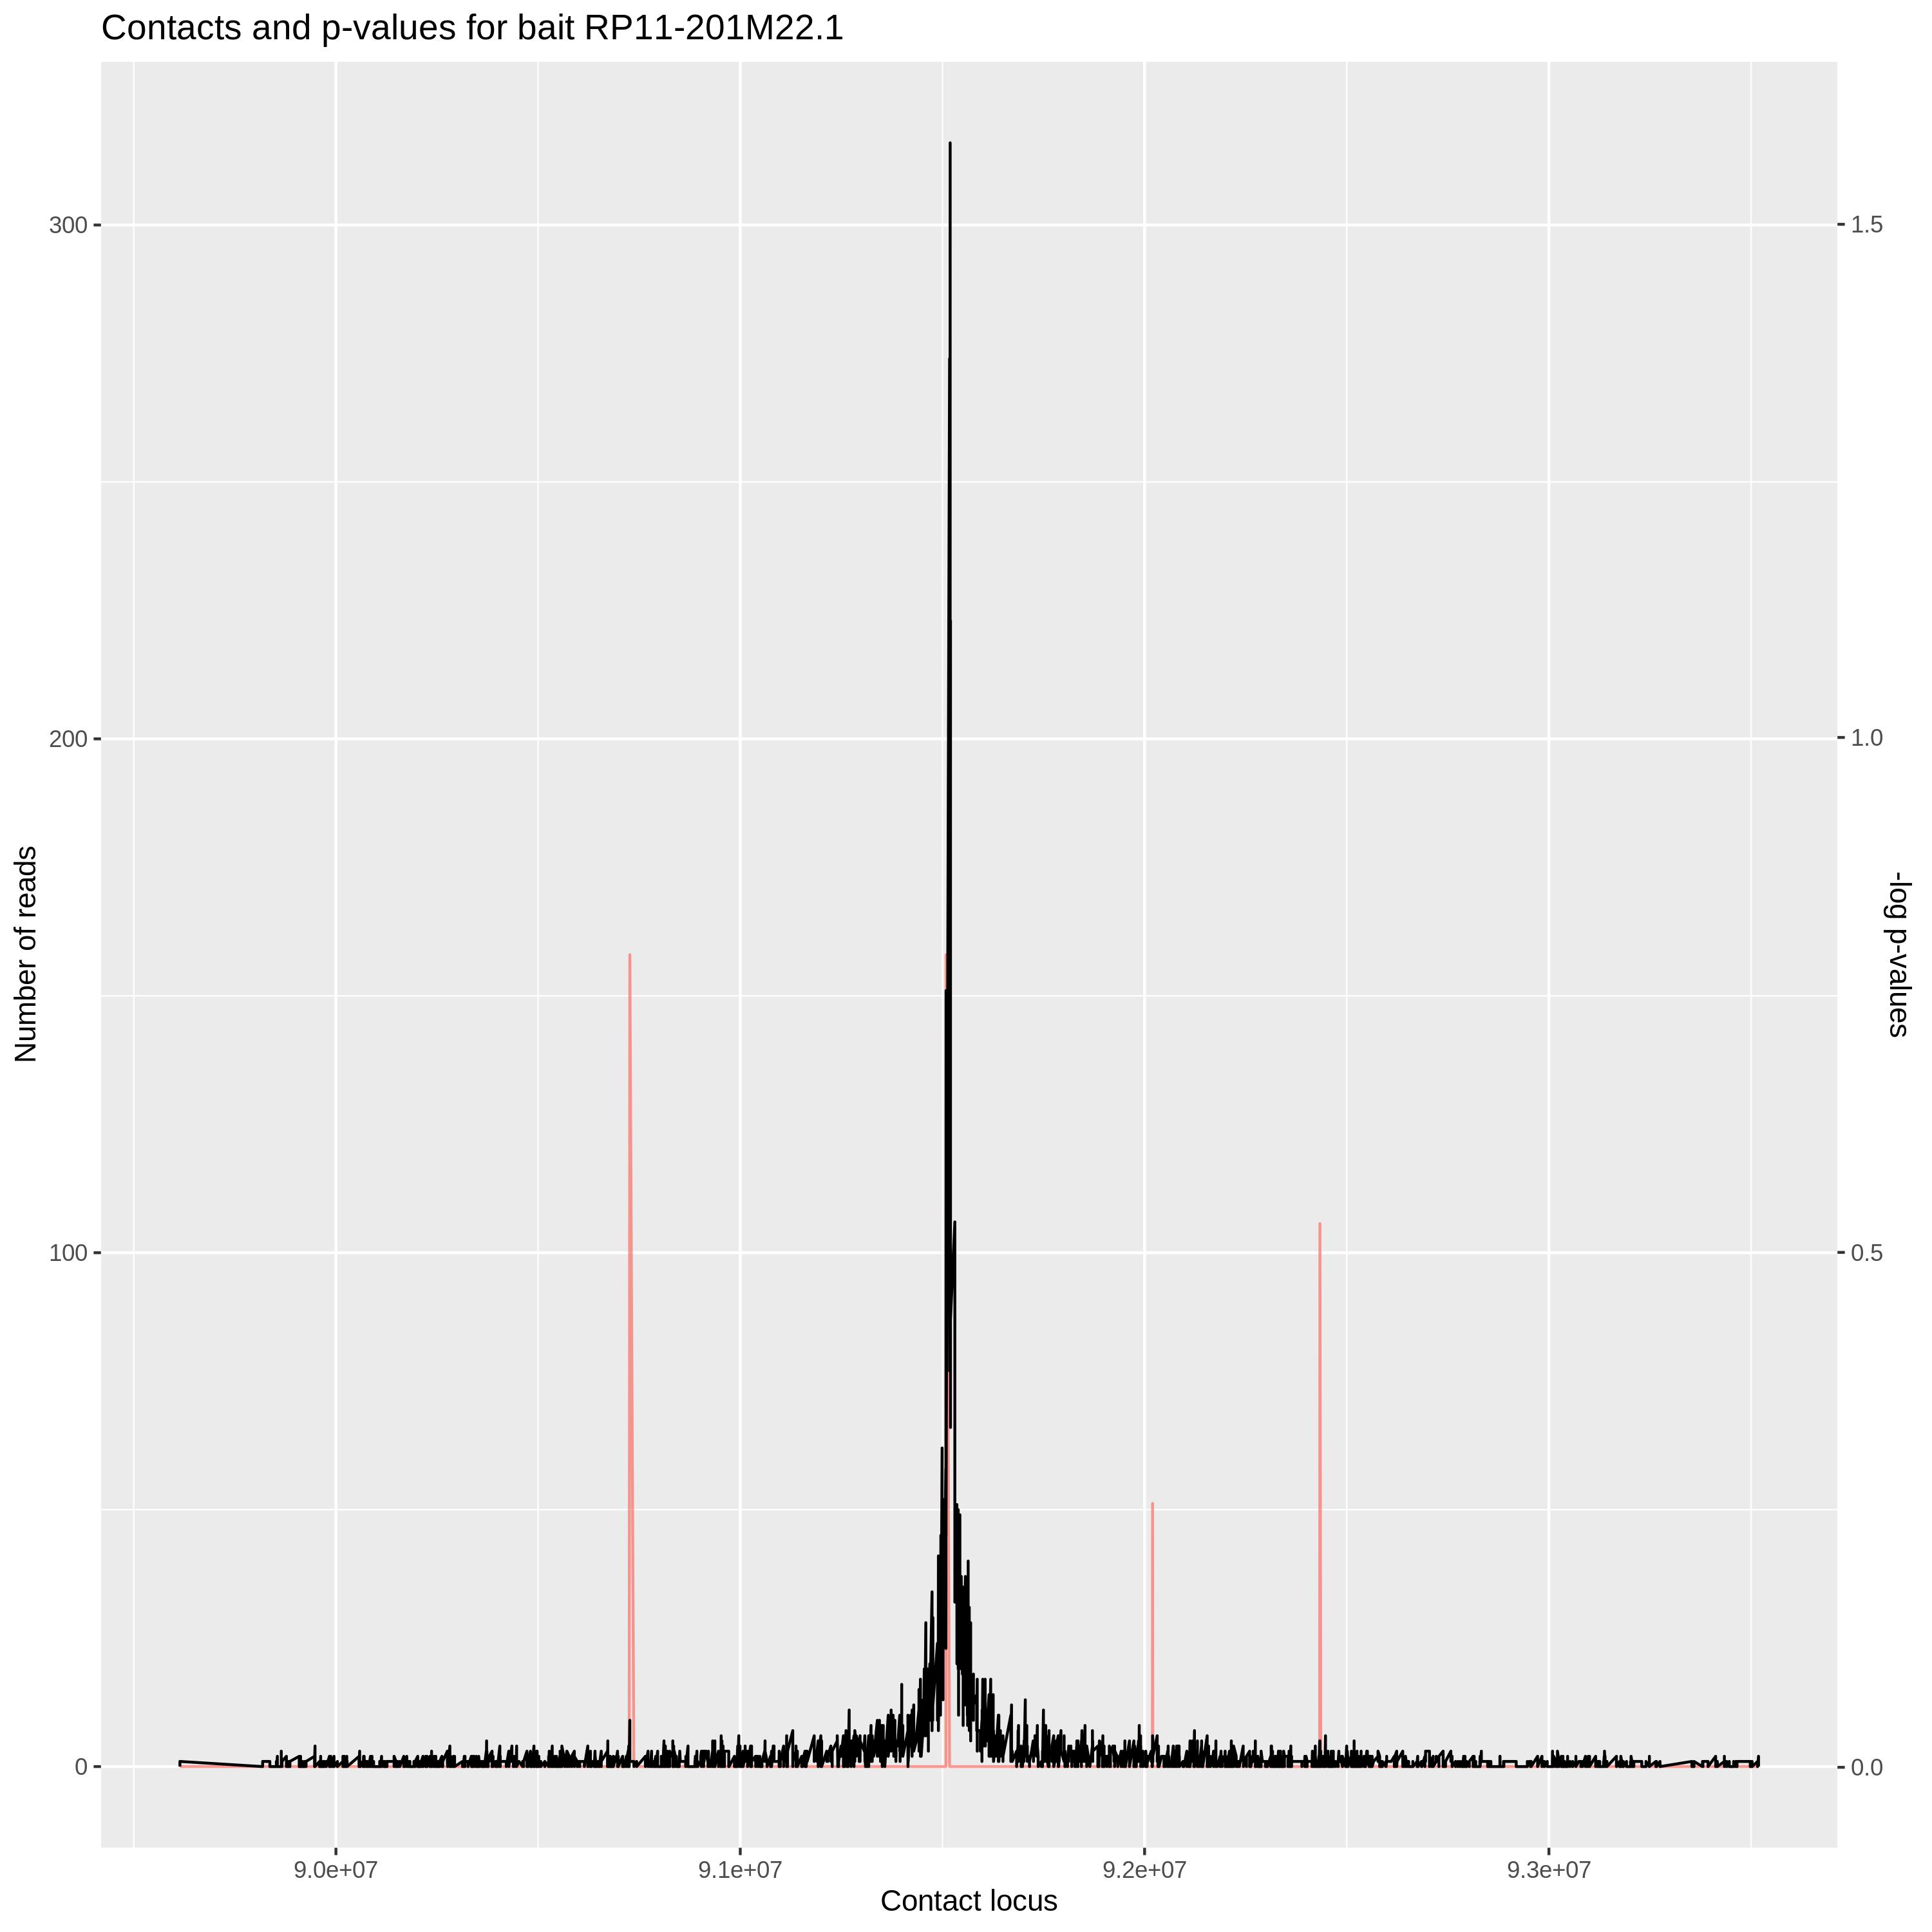 Contacts and p-values for bait RP11-201M22.1
300
200
100
0
Number of reads
1.5
1.0
0.5
0.0
-log p-values
9.0e+07
9.1e+07
9.2e+07
9.3e+07
Contact locus